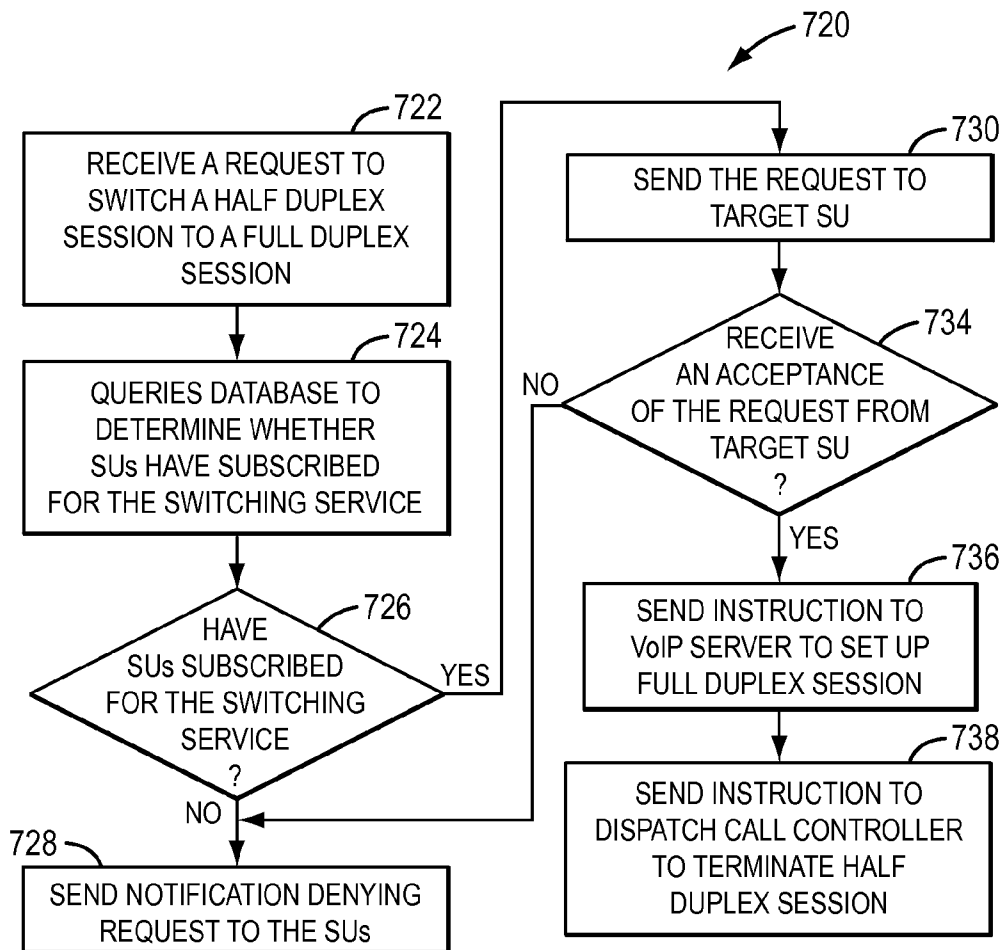 720
722
RECEIVE A REQUEST TO
SWITCH A HALF DUPLEX
SESSION TO A FULL DUPLEX
SESSION
724
QUERIES DATABASE TO
DETERMINE WHETHER
SUs HAVE SUBSCRIBED
FOR THE SWITCHING SERVICE
726
HAVE
SUs SUBSCRIBED
FOR THE SWITCHING
SERVICE
?
YES
NO
728
SEND NOTIFICATION DENYING
REQUEST TO THE SUs
730
SEND THE REQUEST TO
TARGET SU
734
RECEIVE
AN ACCEPTANCE
OF THE REQUEST FROM
TARGET SU
?
NO
YES
736
SEND INSTRUCTION TO
VoIP SERVER TO SET UP
FULL DUPLEX SESSION
738
SEND INSTRUCTION TO
DISPATCH CALL CONTROLLER
TO TERMINATE HALF
DUPLEX SESSION